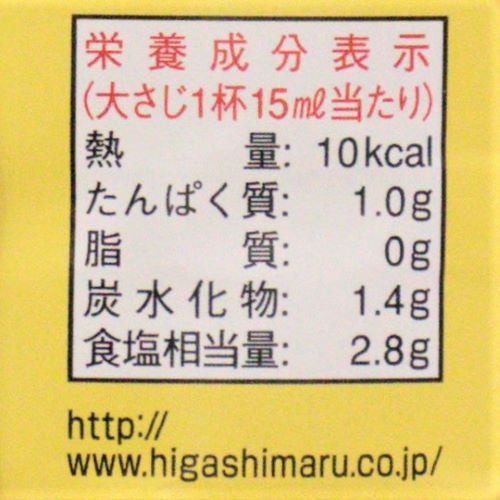 栄養成分表示
(大さじ1杯15ml当たり)
熱量: 10kcal
たんぱく質: 1.0g
脂質: 0g
炭水化物: 1.4g
食塩相当量: 2.8g
http://
www.higashimaru.co.jp/